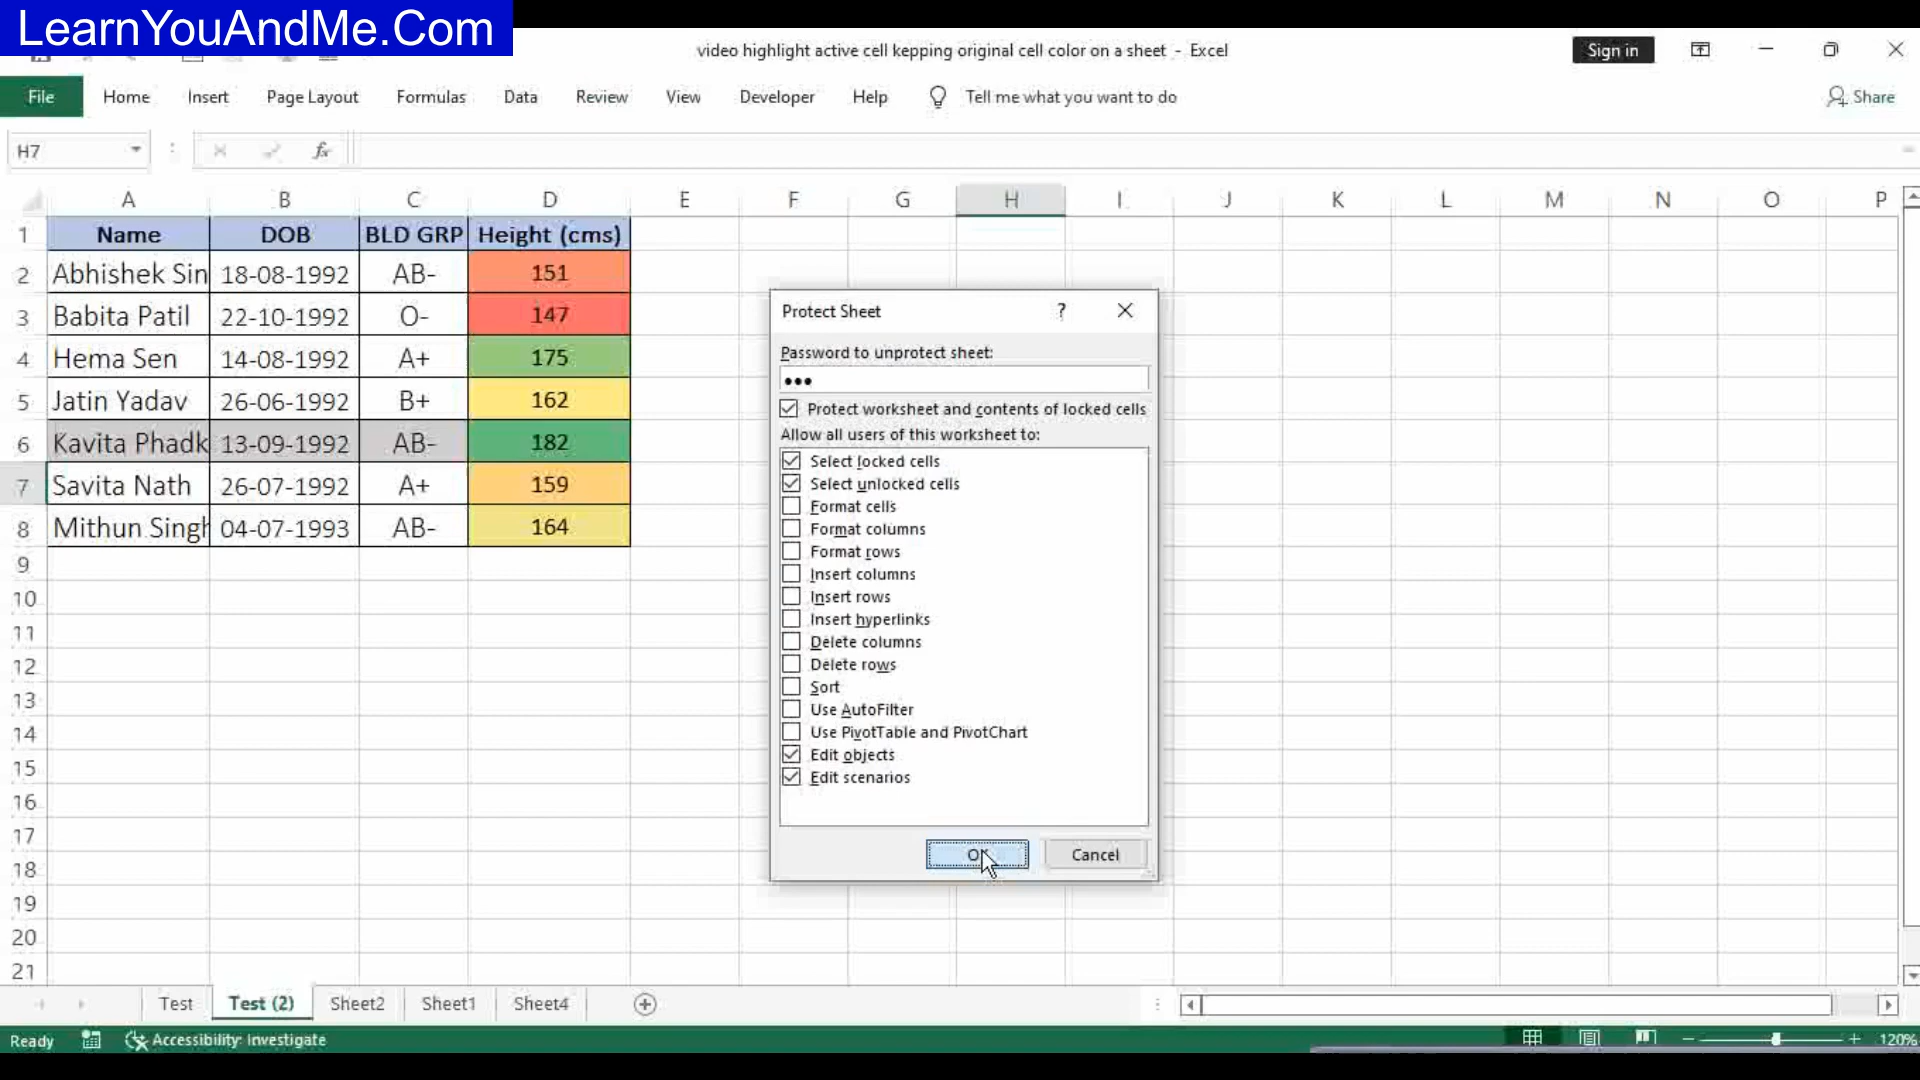 LearnYouAndMe.Com
video highlight active cell kepping original cell color on a sheet - Excel
Sign in
File Home Insert Page Layout Formulas Data Review View Developer Help Tell me what you want to do Share
H7 fx
A B C D E F G H I J K L M N O P
1 Name DOB BLD GRP Height (cms)
2 Abhishek Sin 18-08-1992 AB- 151
3 Babita Patil 22-10-1992 O- 147
4 Hema Sen 14-08-1992 A+ 175
5 Jatin Yadav 26-06-1992 B+ 162
6 Kavita Phadk 13-09-1992 AB- 182
7 Savita Nath 26-07-1992 A+ 159
8 Mithun Singh 04-07-1993 AB- 164
9
10
11
12
13
14
15
16
17
18
19
20
21
Protect Sheet ?
Password to unprotect sheet:
•••
Protect worksheet and contents of locked cells
Allow all users of this worksheet to:
Select locked cells
Select unlocked cells
Format cells
Format columns
Format rows
Insert columns
Insert rows
Insert hyperlinks
Delete columns
Delete rows
Sort
Use AutoFilter
Use PivotTable and PivotChart
Edit objects
Edit scenarios
OK Cancel
Test Test (2) Sheet2 Sheet1 Sheet4
Ready Accessibility: Investigate 120%